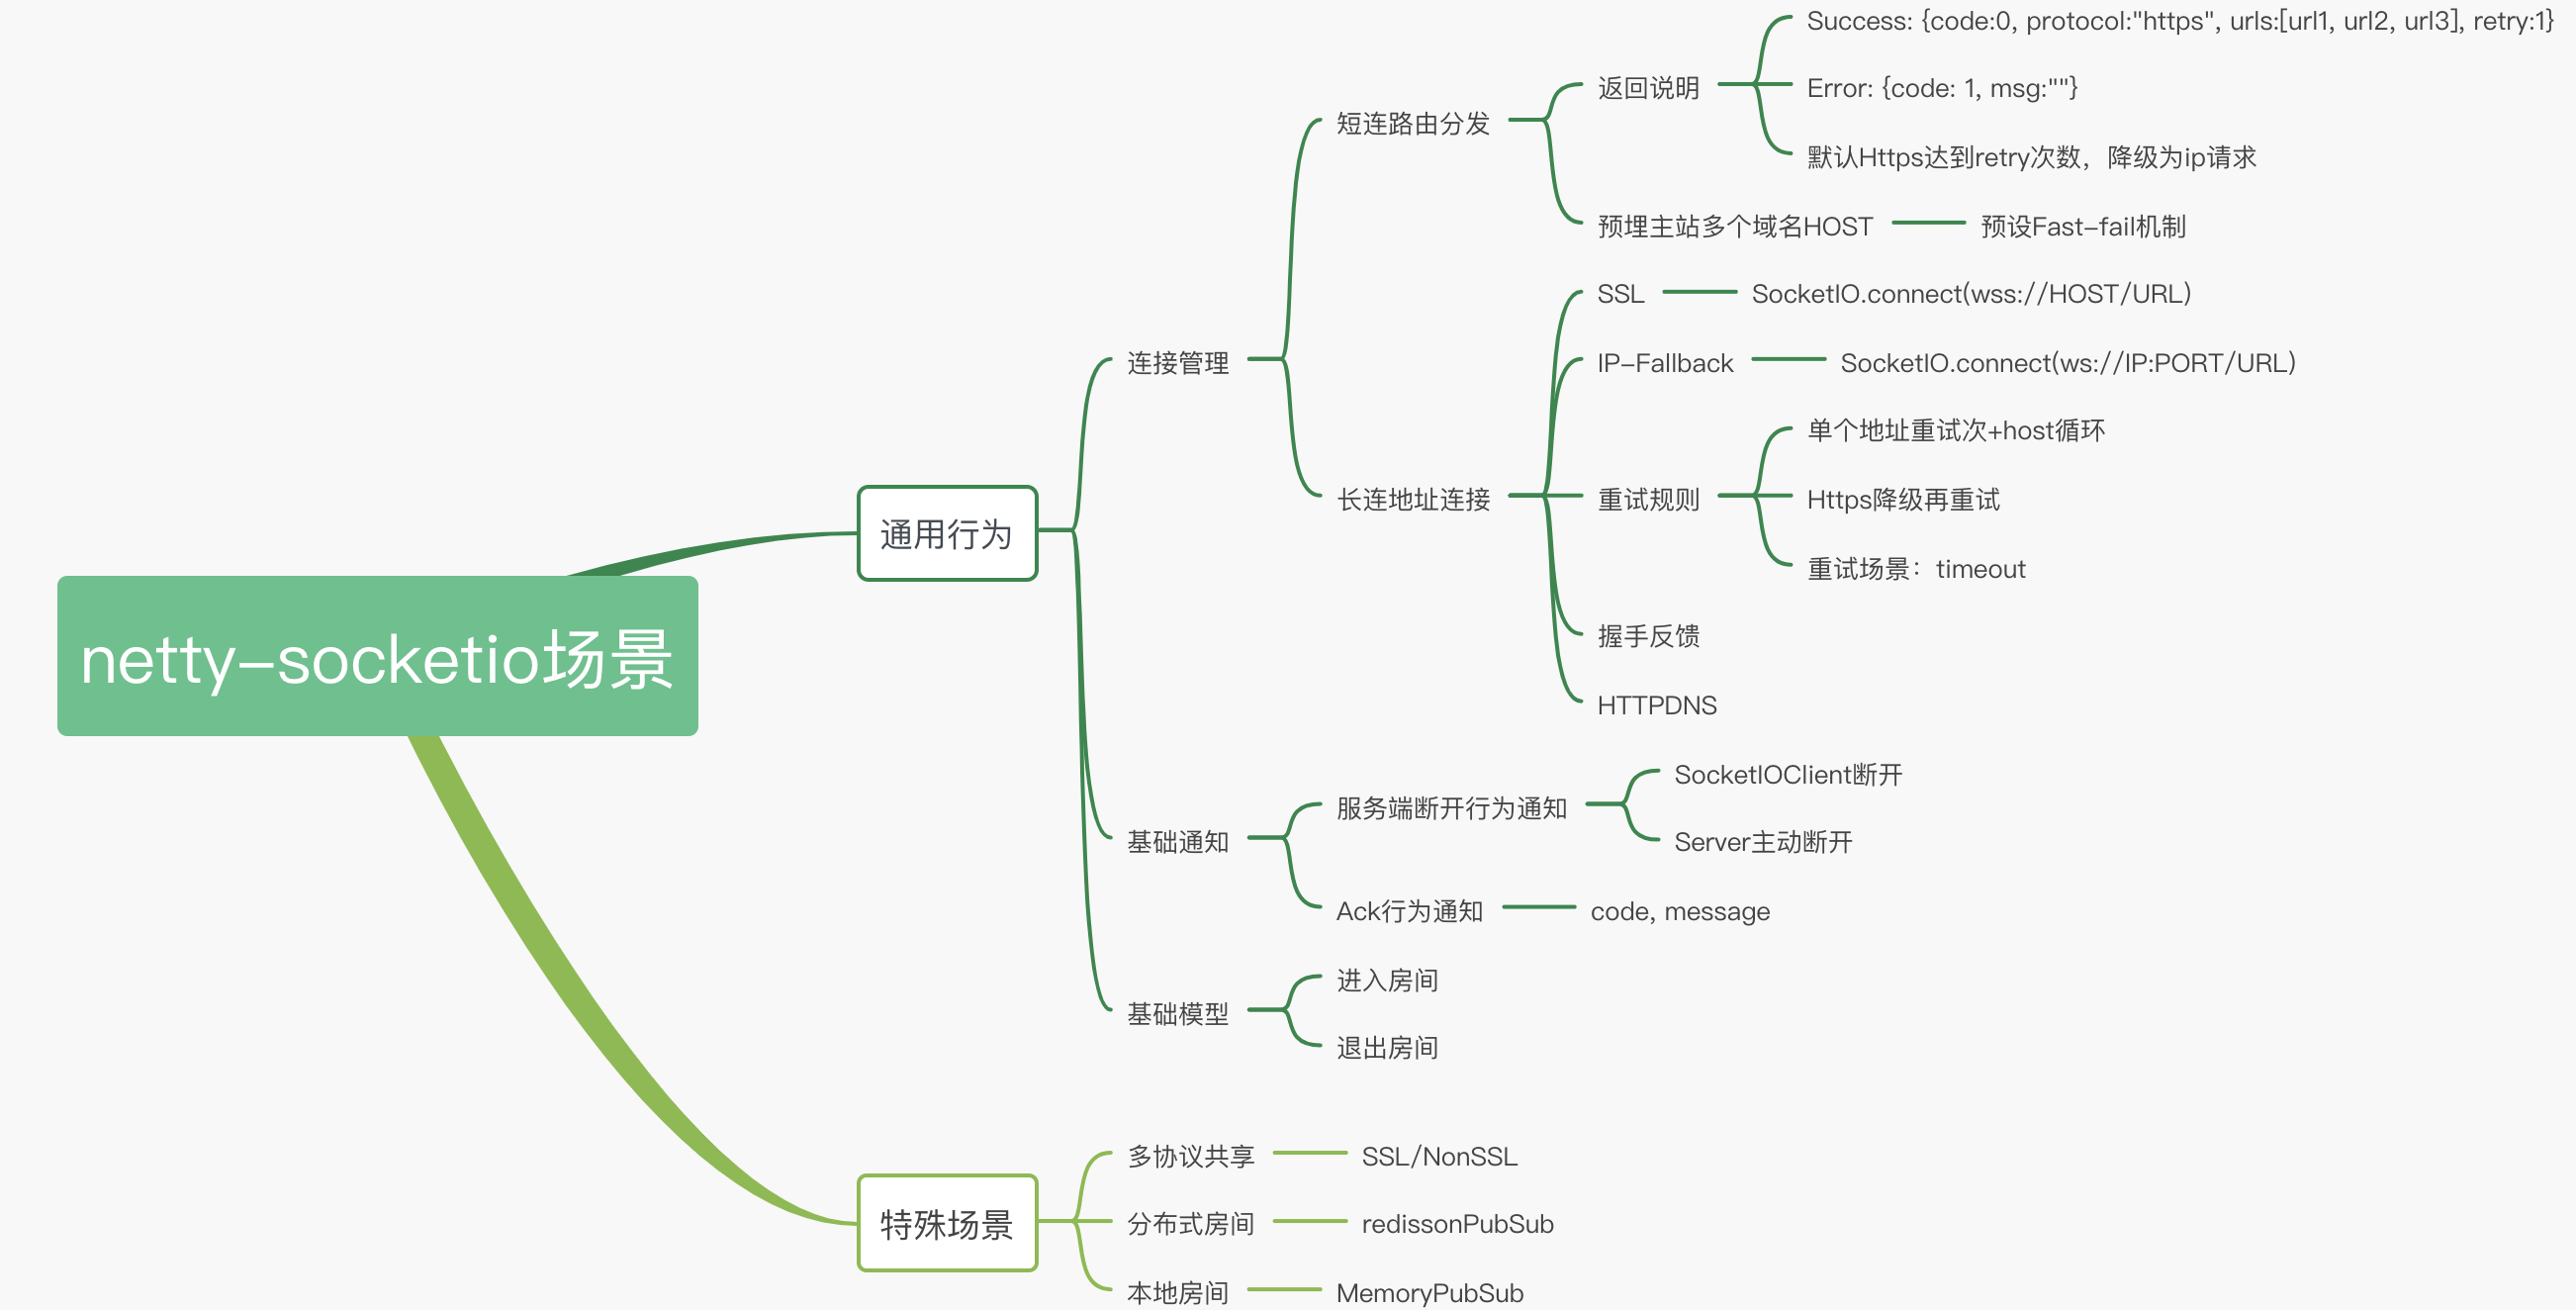 netty-socketio场景
通用行为
连接管理
短连路由分发
返回说明
Success: {code:0, protocol:"https", urls:[url1, url2, url3], retry:1}
Error: {code: 1, msg:""}
默认Https达到retry次数，降级为ip请求
预埋主站多个域名HOST
预设Fast-fail机制
长连地址连接
SSL
SocketIO.connect(wss://HOST/URL)
IP-Fallback
SocketIO.connect(ws://IP:PORT/URL)
重试规则
单个地址重试次+host循环
Https降级再重试
重试场景：timeout
握手反馈
HTTPDNS
基础通知
服务端断开行为通知
SocketIOClient断开
Server主动断开
Ack行为通知
code, message
基础模型
进入房间
退出房间
特殊场景
多协议共享
SSL/NonSSL
分布式房间
redissonPubSub
本地房间
MemoryPubSub